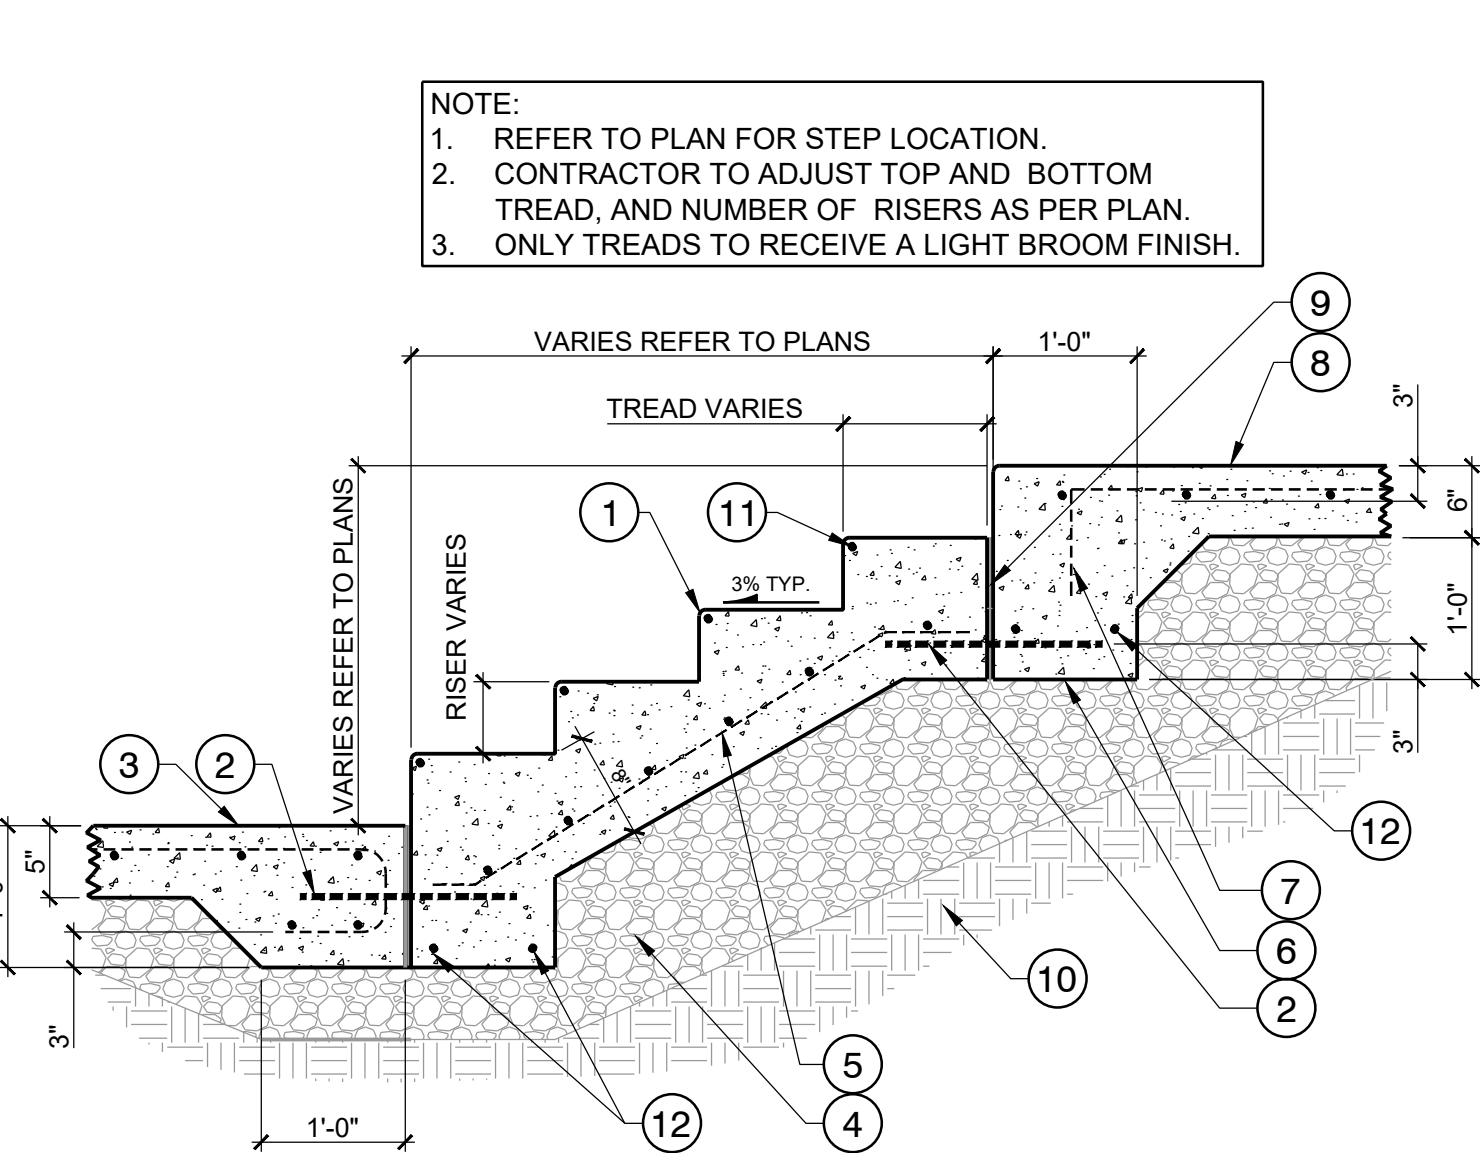 NOTE:
1. REFER TO PLAN FOR STEP LOCATION.
2. CONTRACTOR TO ADJUST TOP AND BOTTOM
TREAD, AND NUMBER OF RISERS AS PER PLAN.
3. ONLY TREADS TO RECEIVE A LIGHT BROOM FINISH.
9
VARIES REFER TO PLANS
1'-0"
8
3"
TREAD VARIES
VARIES REFER TO PLANS
6"
1
11
RISER VARIES
3% TYP.
1'-0"
3"
3
2
8"
12
5"
7
6
10
2
3"
5
1'-0"
12
4